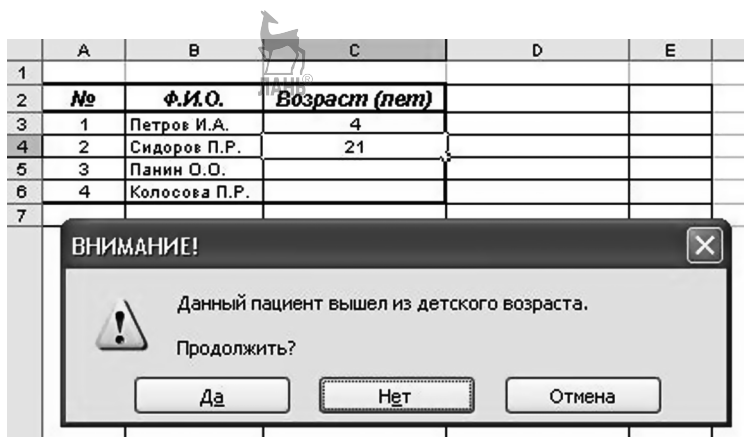 ЛАНЬ®
A B C D E
1
2 № Ф.И.О. Возраст (лет)
3 1 Петров И.А. 4
4 2 Сидоров П.Р. 21
5 3 Панин О.О.
6 4 Колосова П.Р.
7
ВНИМАНИЕ!
Данный пациент вышел из детского возраста.
Продолжить?
Да Нет Отмена